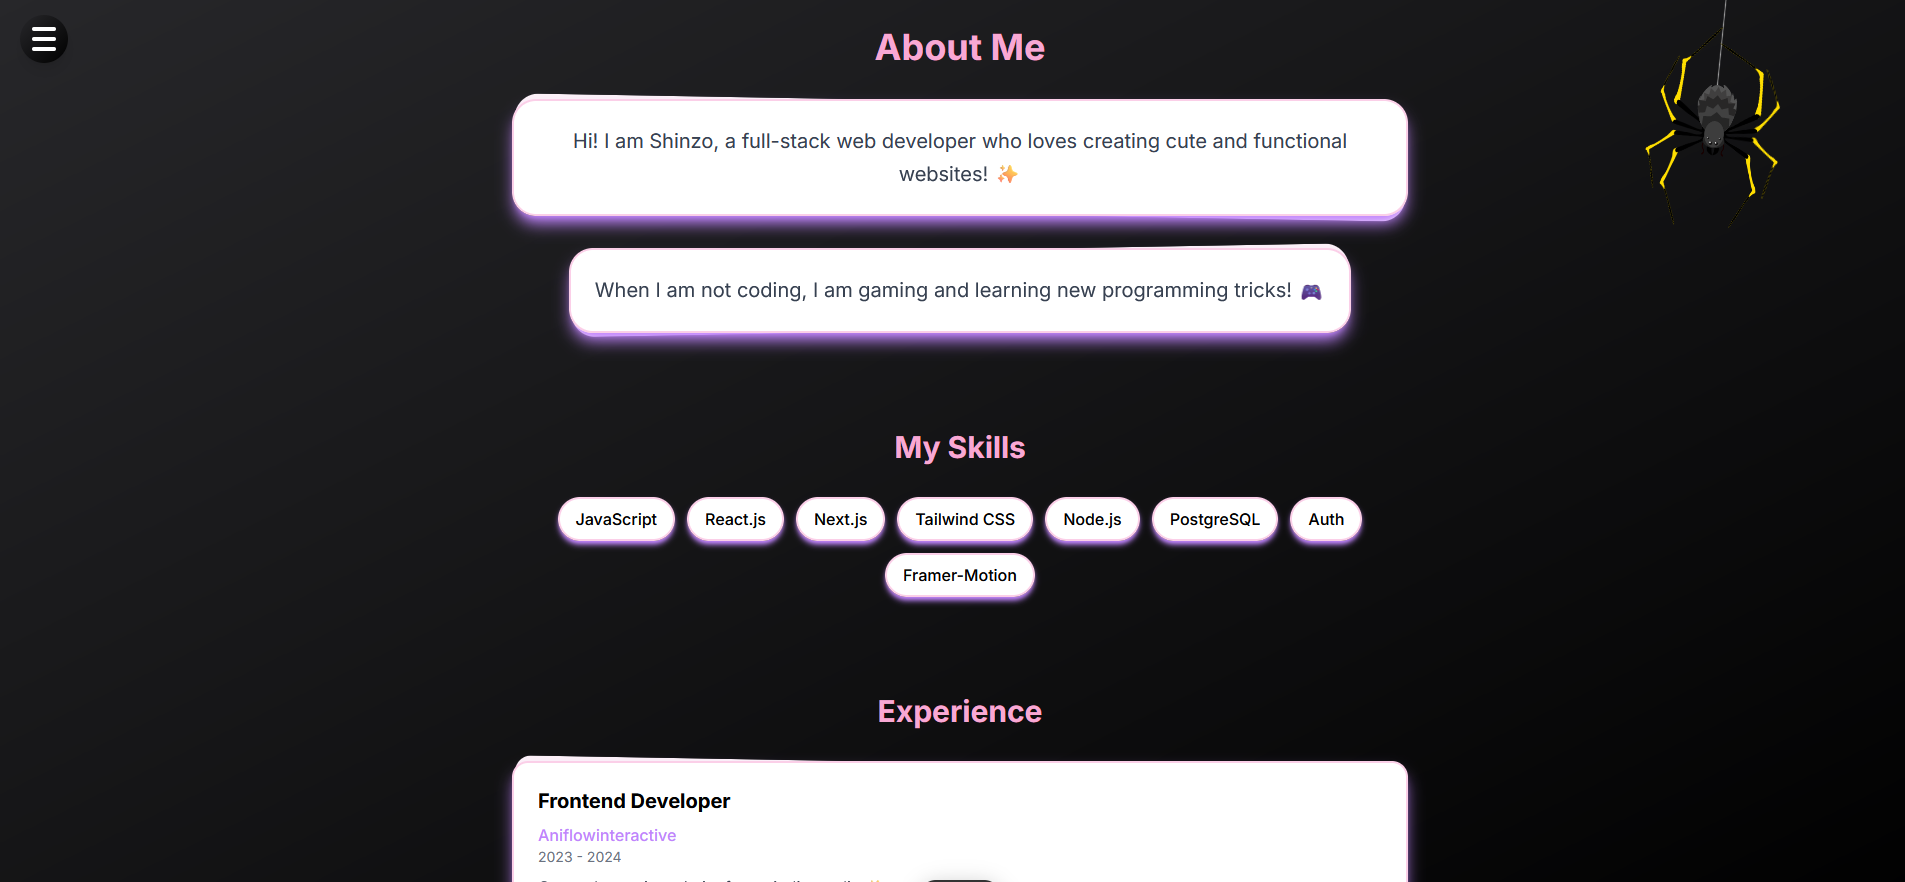 About Me
Hi! I am Shinzo, a full-stack web developer who loves creating cute and functional
websites! ✨
When I am not coding, I am gaming and learning new programming tricks! 🎮
My Skills
JavaScript React.js Next.js Tailwind CSS Node.js PostgreSQL Auth
Framer-Motion
Experience
Frontend Developer
Aniflowinteractive
2023 - 2024